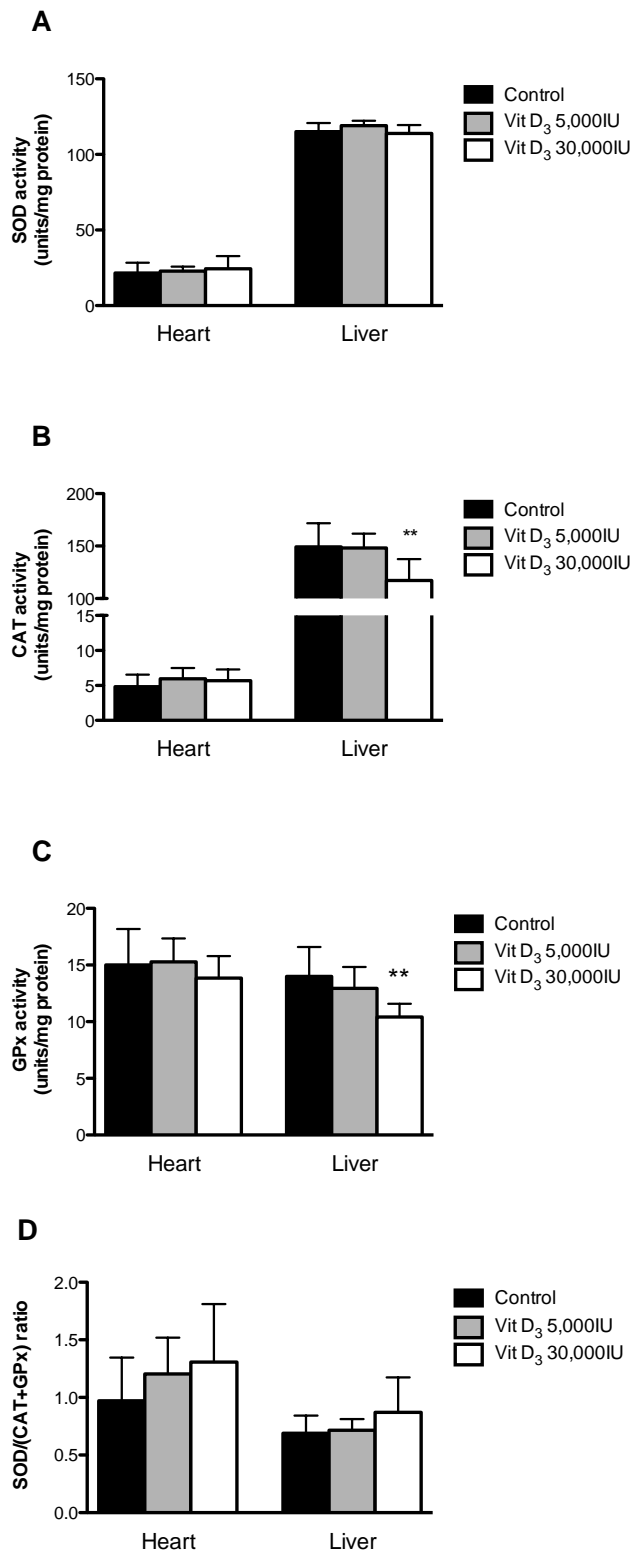 A
SOD activity
(units/mg protein)
150
100
50
0
Heart
Liver
Control
Vit D3 5,000IU
Vit D3 30,000IU
B
CAT activity
(units/mg protein)
200
150
100
15
10
5
0
**
Heart
Liver
Control
Vit D3 5,000IU
Vit D3 30,000IU
C
GPx activity
(units/mg protein)
20
15
10
5
0
**
Heart
Liver
Control
Vit D3 5,000IU
Vit D3 30,000IU
D
SOD/(CAT+GPx) ratio
2.0
1.5
1.0
0.5
0.0
Heart
Liver
Control
Vit D3 5,000IU
Vit D3 30,000IU